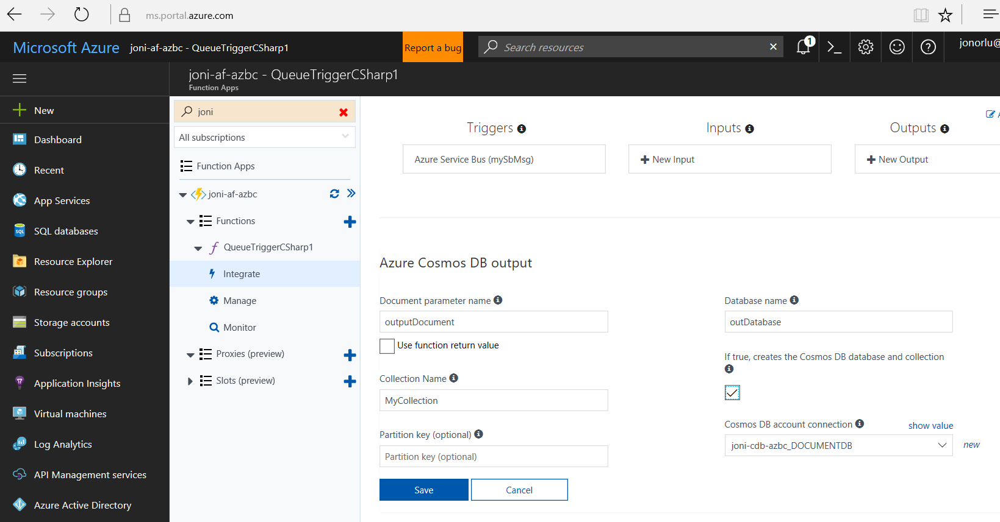 ms.portal.azure.com
Microsoft Azure joni-af-azbc - QueueTriggerCSharp1 Report a bug Search resources 1 jonorlu@
joni-af-azbc - QueueTriggerCSharp1
Function Apps
New
Dashboard
Recent
App Services
SQL databases
Resource Explorer
Resource groups
Storage accounts
Subscriptions
Application Insights
Virtual machines
Log Analytics
API Management services
Azure Active Directory
joni
All subscriptions
Function Apps
joni-af-azbc
Functions
QueueTriggerCSharp1
Integrate
Manage
Monitor
Proxies (preview)
Slots (preview)
Triggers Inputs Outputs
Azure Service Bus (mySbMsg) New Input New Output
Azure Cosmos DB output
Document parameter name
outputDocument
Use function return value
Collection Name
MyCollection
Partition key (optional)
Partition key (optional)
Save Cancel
Database name
outDatabase
If true, creates the Cosmos DB database and collection
Cosmos DB account connection show value
joni-cdb-azbc_DOCUMENTDB new